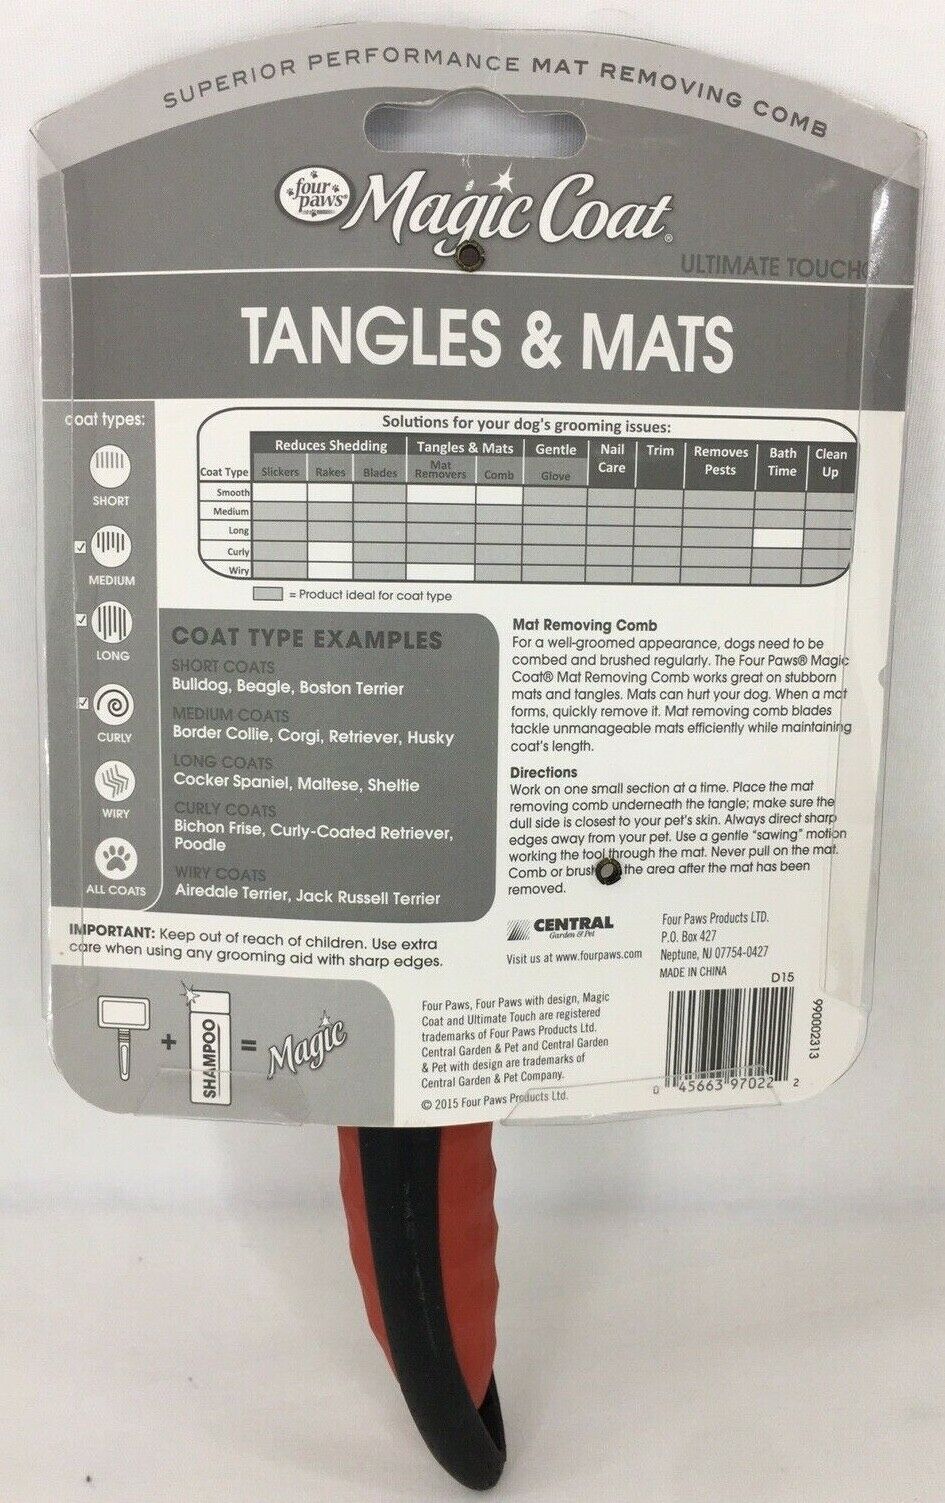 SUPERIOR PERFORMANCE MAT REMOVING COMB
four paws®
Magic Coat®
ULTIMATE TOUCH
TANGLES & MATS
coat types:
SHORT
MEDIUM
LONG
CURLY
WIRY
ALL COATS
Solutions for your dog's grooming issues:
Reduces Shedding Tangles & Mats Gentle Nail Care Trim Removes Pests Bath Time Clean Up
Coat Type Slickers Rakes Blades Mat Removers Comb Glove
Smooth
Medium
Long
Curly
Wiry
= Product ideal for coat type
COAT TYPE EXAMPLES
SHORT COATS
Bulldog, Beagle, Boston Terrier
MEDIUM COATS
Border Collie, Corgi, Retriever, Husky
LONG COATS
Cocker Spaniel, Maltese, Sheltie
CURLY COATS
Bichon Frise, Curly-Coated Retriever,
Poodle
WIRY COATS
Airedale Terrier, Jack Russell Terrier
Mat Removing Comb
For a well-groomed appearance, dogs need to be
combed and brushed regularly. The Four Paws® Magic
Coat® Mat Removing Comb works great on stubborn
mats and tangles. Mats can hurt your dog. When a mat
forms, quickly remove it. Mat removing comb blades
tackle unmanageable mats efficiently while maintaining
coat's length.
Directions
Work on one small section at a time. Place the mat
removing comb underneath the tangle; make sure the
dull side is closest to your pet's skin. Always direct sharp
edges away from your pet. Use a gentle "sawing" motion
working the tool through the mat. Never pull on the mat.
Comb or brush the area after the mat has been
removed.
IMPORTANT: Keep out of reach of children. Use extra
care when using any grooming aid with sharp edges.
+ SHAMPOO = Magic
CENTRAL
Garden & Pet
Visit us at www.fourpaws.com
Four Paws Products LTD.
P.O. Box 427
Neptune, NJ 07754-0427
MADE IN CHINA
D15
Four Paws, Four Paws with design, Magic
Coat and Ultimate Touch are registered
trademarks of Four Paws Products Ltd.
Central Garden & Pet and Central Garden
& Pet with design are trademarks of
Central Garden & Pet Company.
© 2015 Four Paws Products Ltd.
0 45663 97022 2
990002313